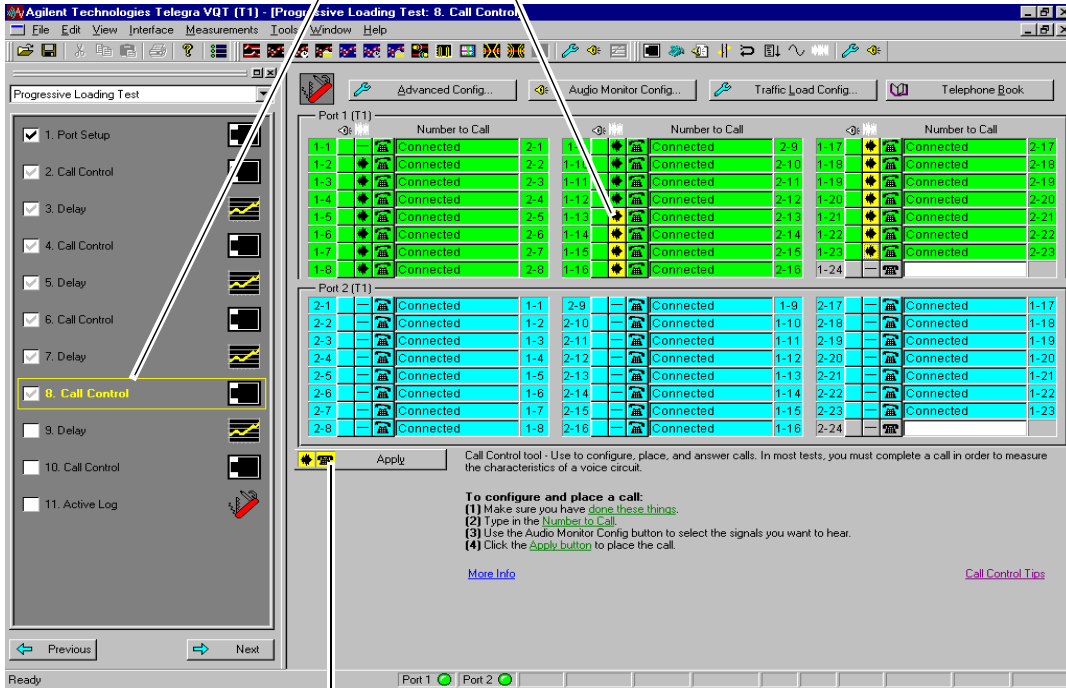 Agilent Technologies Telegra VQT (T1) - [Progressive Loading Test: 8. Call Control
File Edit View Interface Measurements Tools Window Help
Progressive Loading Test
1. Port Setup
2. Call Control
3. Delay
4. Call Control
5. Delay
6. Call Control
7. Delay
8. Call Control
9. Delay
10. Call Control
11. Active Log
Previous Next
Advanced Config... Audio Monitor Config... Traffic Load Config... Telephone Book
Port 1 (T1)
Number to Call Number to Call Number to Call
1-1 Connected 2-1 Connected 2-9 1-17 Connected 2-17
1-2 Connected 2-2 1-10 Connected 2-10 1-18 Connected 2-18
1-3 Connected 2-3 1-11 Connected 2-11 1-19 Connected 2-19
1-4 Connected 2-4 1-12 Connected 2-12 1-20 Connected 2-20
1-5 Connected 2-5 1-13 Connected 2-13 1-21 Connected 2-21
1-6 Connected 2-6 1-14 Connected 2-14 1-22 Connected 2-22
1-7 Connected 2-7 1-15 Connected 2-15 1-23 Connected 2-23
1-8 Connected 2-8 1-16 Connected 2-16 1-24
Port 2 (T1)
2-1 Connected 1-1 2-9 Connected 1-9 2-17 Connected 1-17
2-2 Connected 1-2 2-10 Connected 1-10 2-18 Connected 1-18
2-3 Connected 1-3 2-11 Connected 1-11 2-19 Connected 1-19
2-4 Connected 1-4 2-12 Connected 1-12 2-20 Connected 1-20
2-5 Connected 1-5 2-13 Connected 1-13 2-21 Connected 1-21
2-6 Connected 1-6 2-14 Connected 1-14 2-22 Connected 1-22
2-7 Connected 1-7 2-15 Connected 1-15 2-23 Connected 1-23
2-8 Connected 1-8 2-16 Connected 1-16 2-24
Apply
Call Control tool - Use to configure, place, and answer calls. In most tests, you must complete a call in order to measure
the characteristics of a voice circuit.
To configure and place a call:
(1) Make sure you have done these things.
(2) Type in the Number to Call.
(3) Use the Audio Monitor Config button to select the signals you want to hear.
(4) Click the Apply button to place the call.
More Info Call Control Tips
Ready Port 1 Port 2